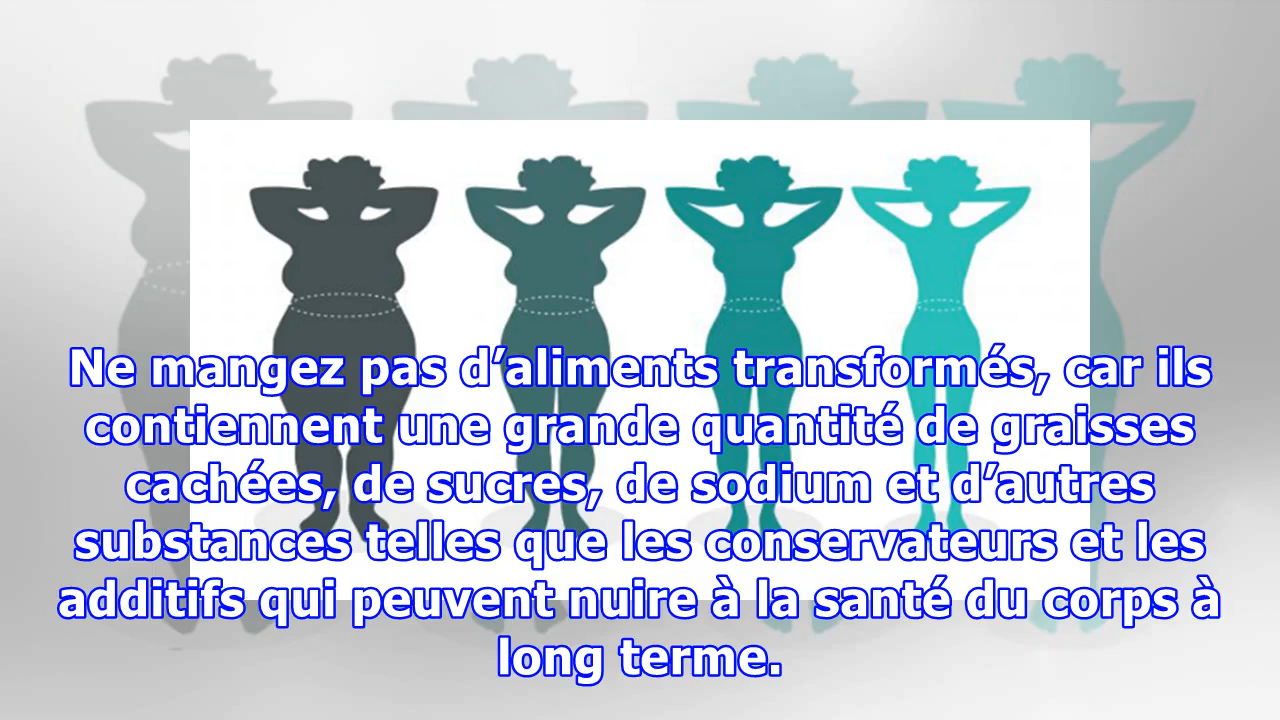 Ne mangez pas d’aliments transformés, car ils
contiennent une grande quantité de graisses
cachées, de sucres, de sodium et d’autres
substances telles que les conservateurs et les
additifs qui peuvent nuire à la santé du corps à
long terme.